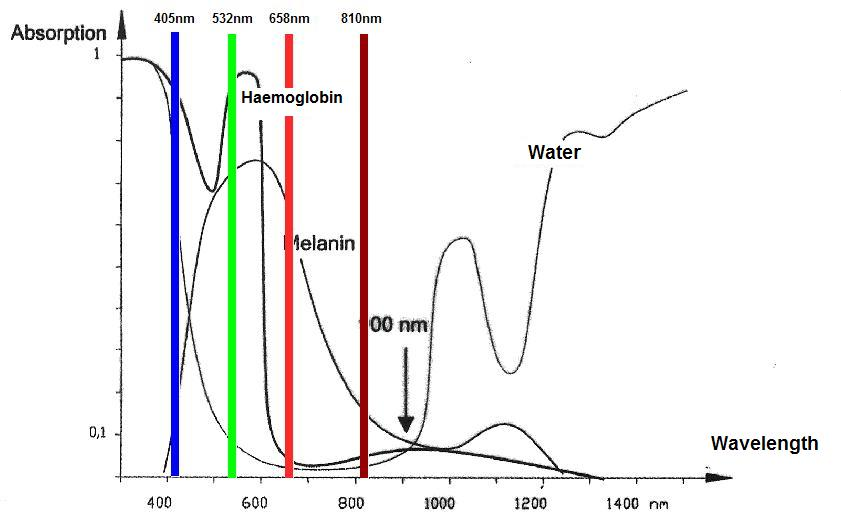 405nm 532nm 658nm 810nm
Absorption
1
Haemoglobin
Water
Melanin
00 nm
0,1
Wavelength
400 600 800 1000 1200 1400 nm